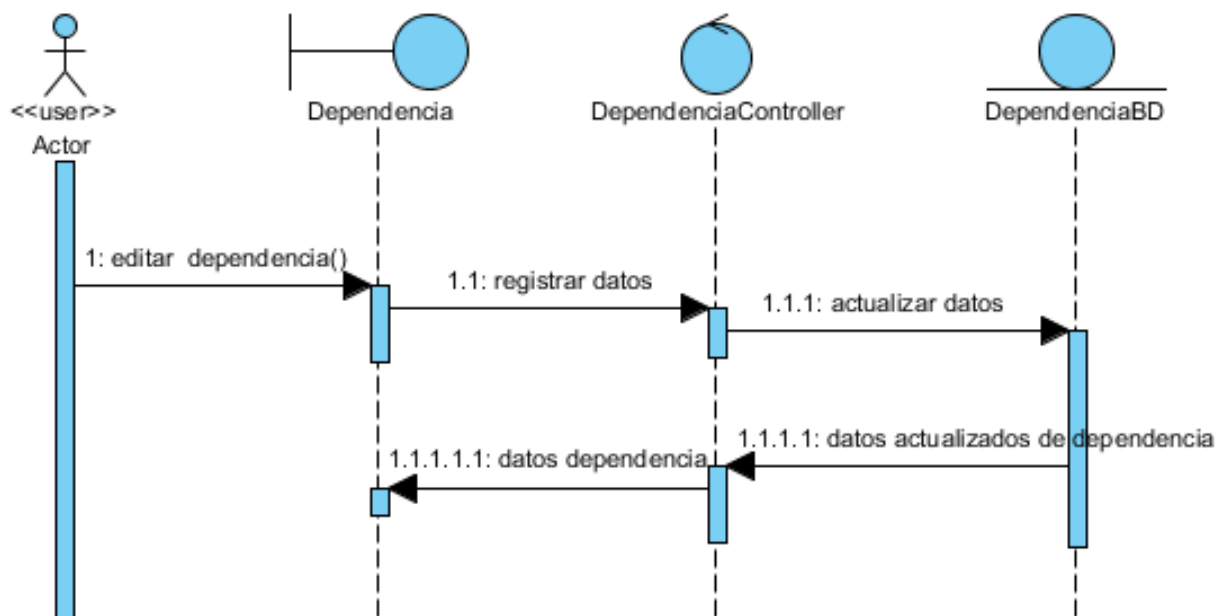 <<user>>
Actor
Dependencia
DependenciaController
DependenciaBD
1: editar dependencia()
1.1: registrar datos
1.1.1: actualizar datos
1.1.1.1: datos actualizados de dependencia
1.1.1.1.1: datos dependencia